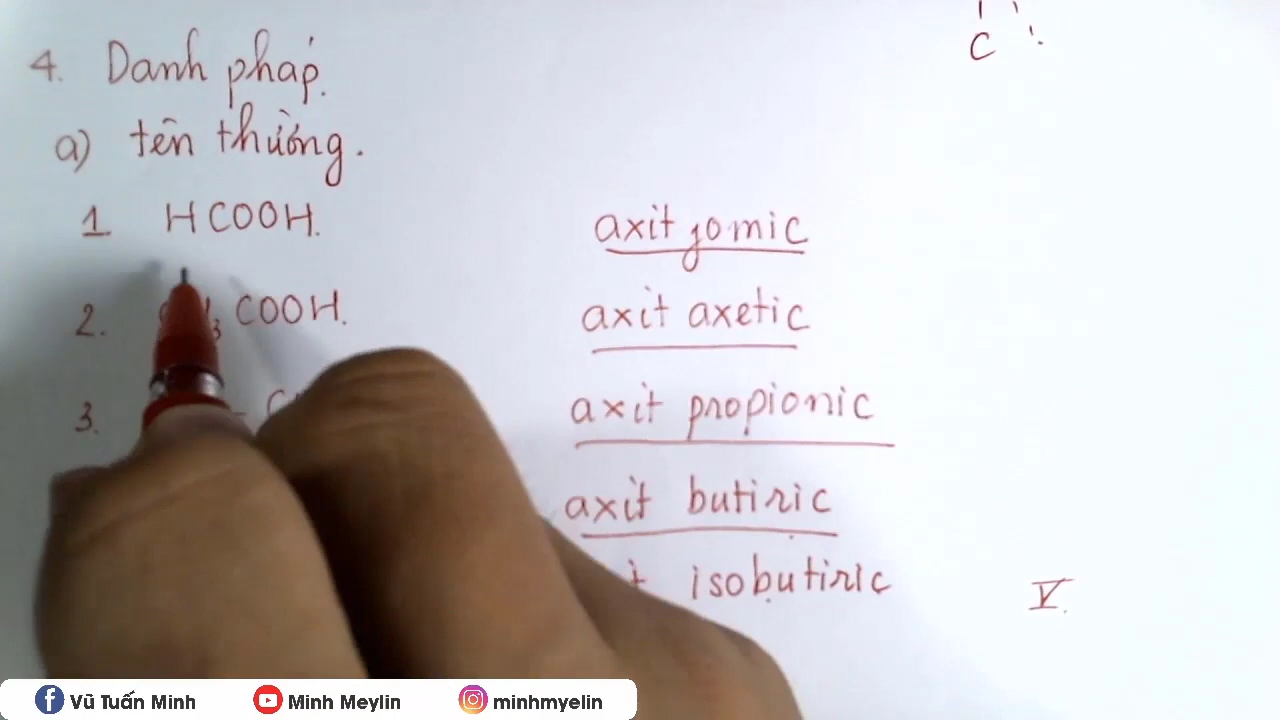 C
4. Danh pháp.
a) tên thường.
1 HCOOH. axit fomic
2. COOH. axit axetic
3. axit propionic
axit butiric
isobutiric
V.
Vũ Tuấn Minh Minh Meylin minhmyelin